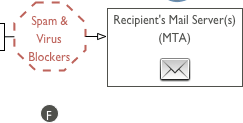 Spam &
Virus
Blockers
Recipient's Mail Server(s)
(MTA)
F